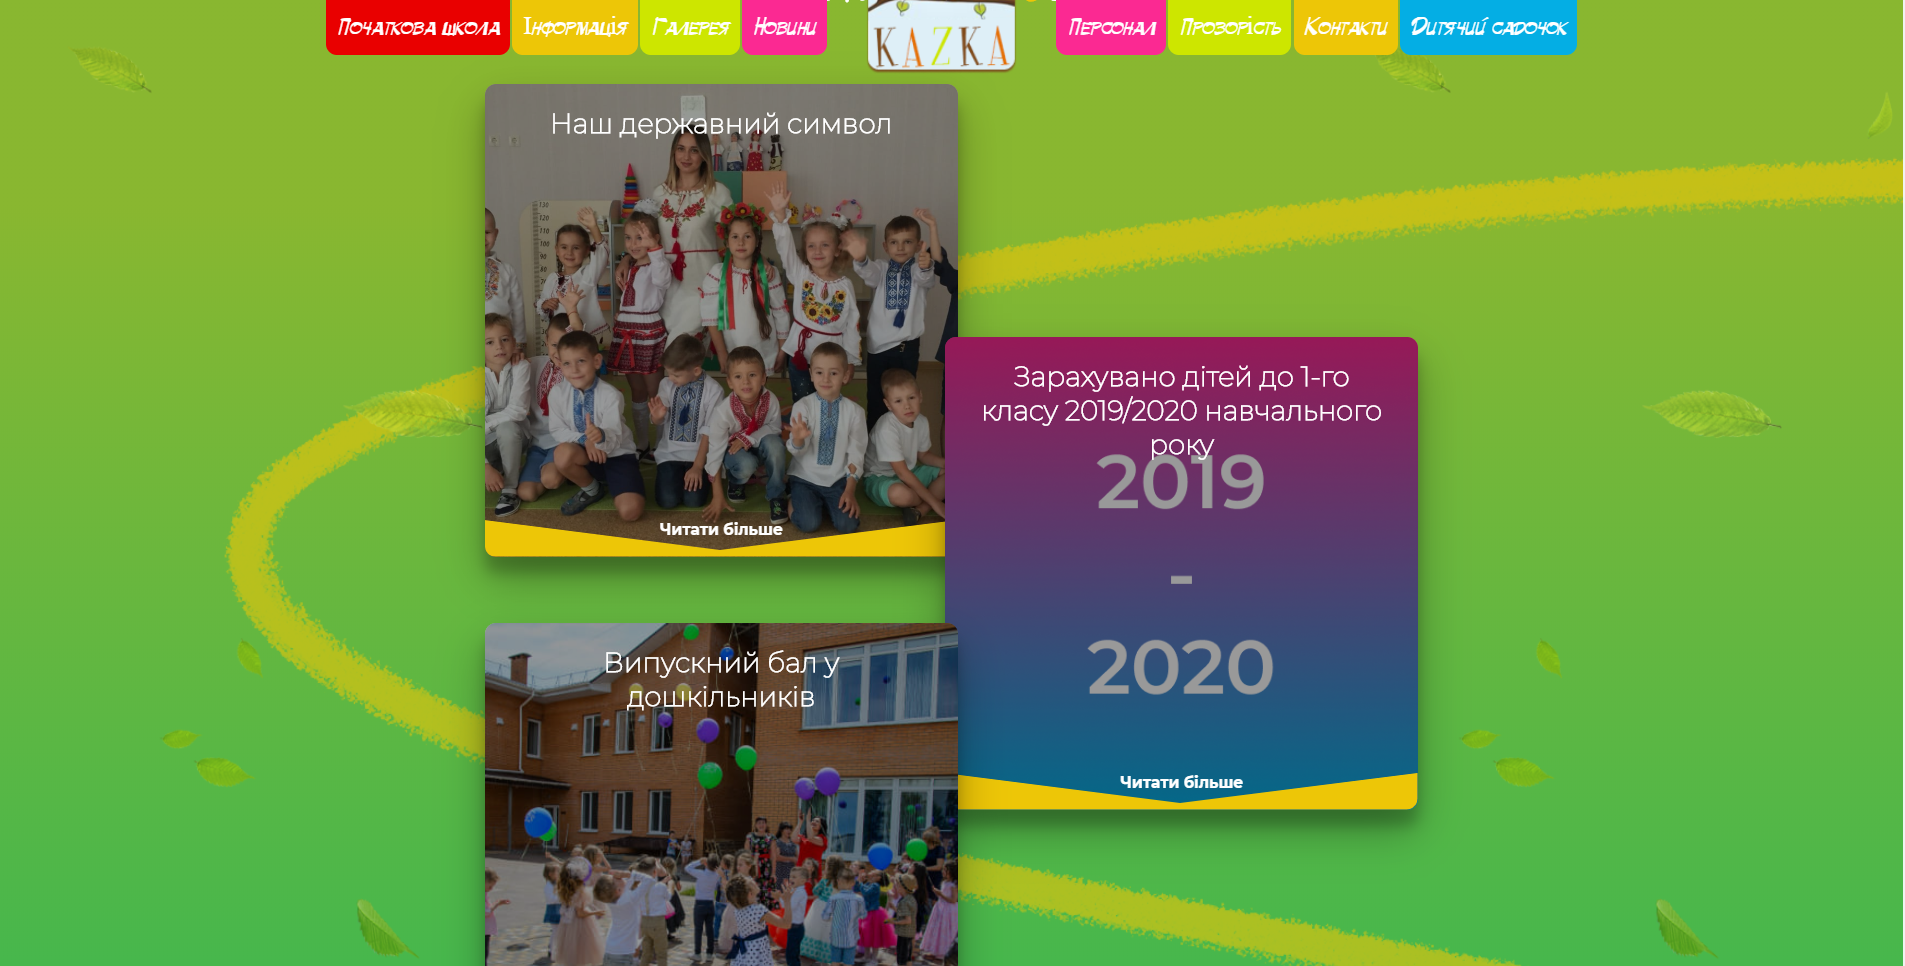 Початкова школа
Інформація
Галерея
Новини
KAZKA
Персонал
Прозорість
Контакти
Дитячий садочок
Наш державний символ
Читати більше
Зарахувано дітей до 1-го
класу 2019/2020 навчального
року
2019
-
2020
Читати більше
Випускний бал у
дошкільників